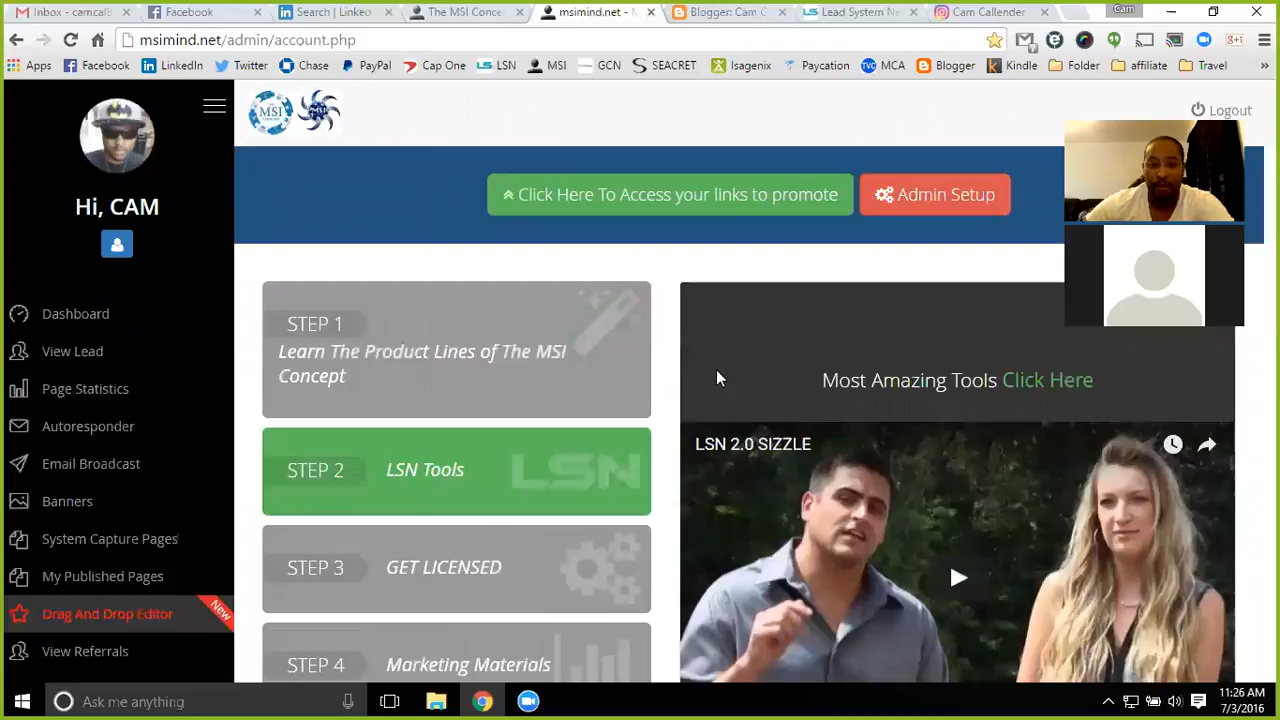 Inbox - camcalb
Facebook
Search | Linke
The MSI Conce
msimind.net -
Blogger: Cam C
Lead System Ne
Cam Callender
Cam
msimind.net/admin/account.php
Apps
Facebook
LinkedIn
Twitter
Chase
PayPal
Cap One
LSN
MSI
GCN
SEACRET
Isagenix
Paycation
MCA
Blogger
Kindle
Folder
affiliate
Travel
THE MSI CONCEPT
MSI
Logout
Click Here To Access your links to promote
Admin Setup
Hi, CAM
Dashboard
View Lead
Page Statistics
Autoresponder
Email Broadcast
Banners
System Capture Pages
My Published Pages
Drag And Drop Editor
New
View Referrals
STEP 1
Learn The Product Lines of The MSI
Concept
STEP 2 LSN Tools LSN
STEP 3 GET LICENSED
STEP 4 Marketing Materials
Most Amazing Tools Click Here
LSN 2.0 SIZZLE
Ask me anything
11:26 AM
7/3/2016